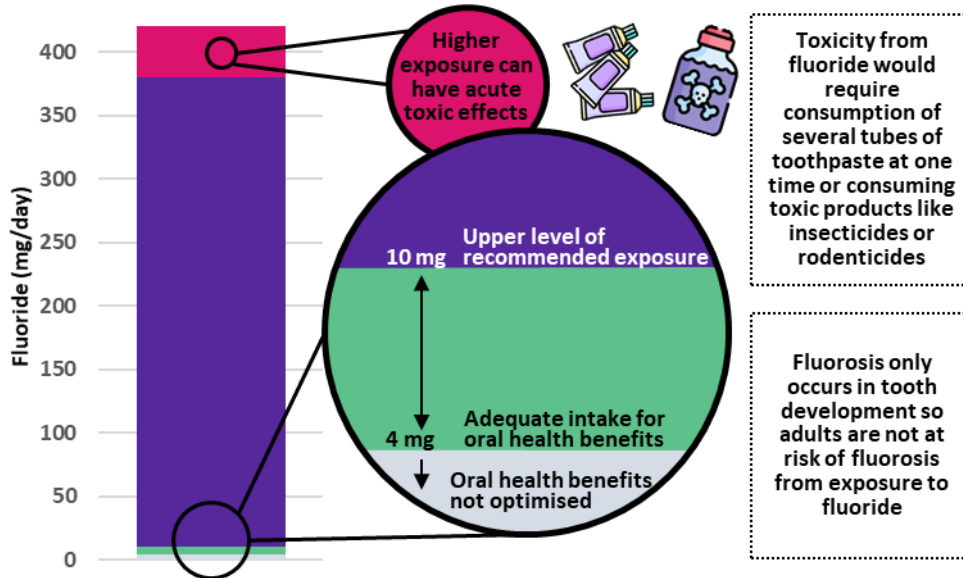 Fluoride (mg/day)
400
350
300
250
200
150
100
50
0
Higher
exposure can
have acute
toxic effects
Upper level of
10 mg recommended exposure
Adequate intake for
4 mg oral health benefits
Oral health benefits
not optimised
Toxicity from
fluoride would
require
consumption of
several tubes of
toothpaste at one
time or consuming
toxic products like
insecticides or
rodenticides
Fluorosis only
occurs in tooth
development so
adults are not at
risk of fluorosis
from exposure to
fluoride